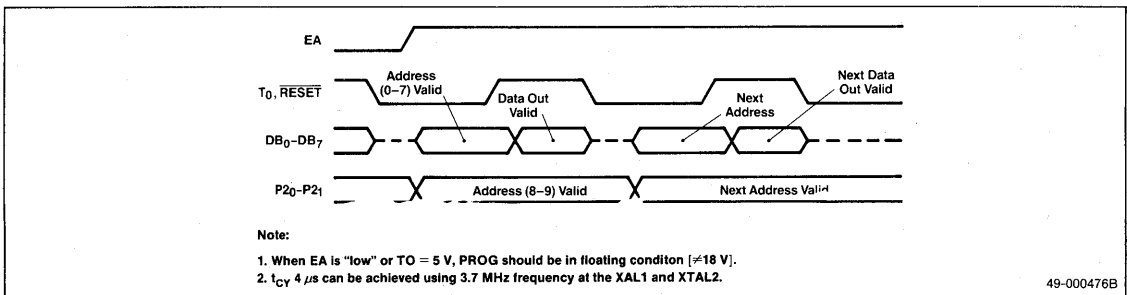 EA
T0, RESET
Address
(0–7) Valid
Data Out
Valid
Next
Address
Next Data
Out Valid
DB0–DB7
P20–P21
Address (8–9) Valid
Next Address Valid
Note:
1. When EA is "low" or TO = 5 V, PROG should be in floating conditon [≠18 V].
2. tCY 4 μs can be achieved using 3.7 MHz frequency at the XAL1 and XTAL2.
49-000476B